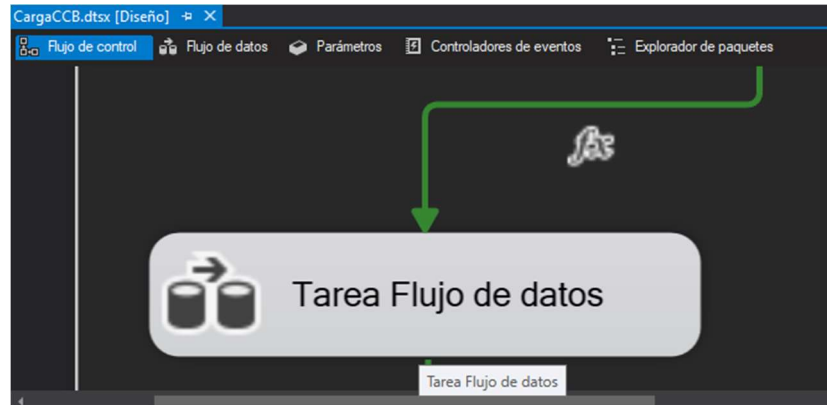 CargaCCB.dtsx [Diseño]
Flujo de control Flujo de datos Parámetros Controladores de eventos Explorador de paquetes
fx
Tarea Flujo de datos
Tarea Flujo de datos